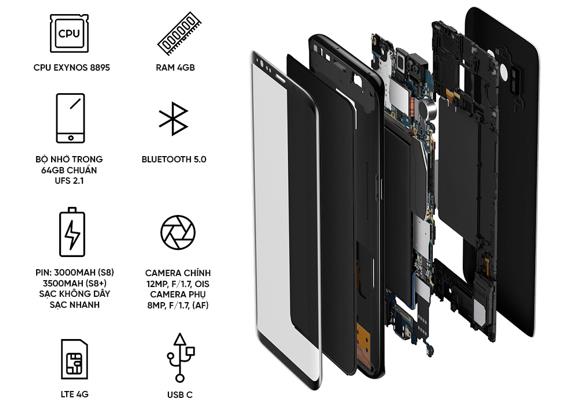 CPU
CPU EXYNOS 8895
RAM 4GB
BỘ NHỚ TRONG
64GB CHUẨN
UFS 2.1
BLUETOOTH 5.0
PIN: 3000MAH (S8)
3500MAH (S8+)
SẠC KHÔNG DÂY
SẠC NHANH
CAMERA CHÍNH
12MP, F/1.7, OIS
CAMERA PHỤ
8MP, F/1.7, (AF)
LTE 4G
USB C